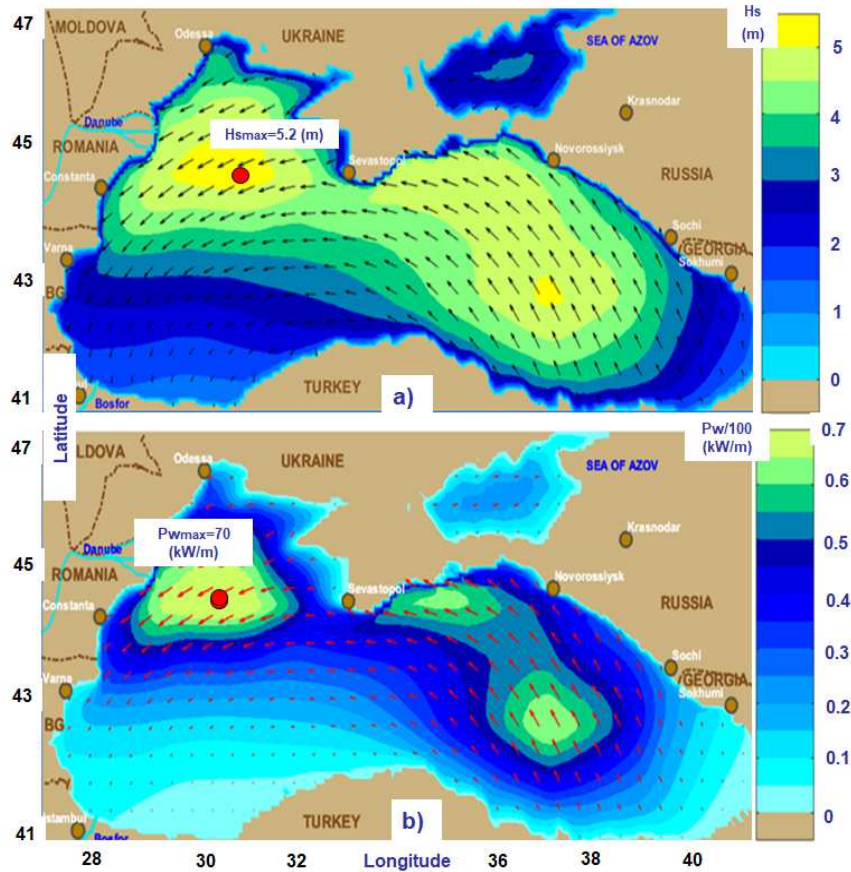 47
MOLDOVA
Odessa
UKRAINE
SEA OF AZOV
Hs
(m)
5
4
3
2
1
0
Krasnodar
45
Danube
Hsmax=5.2 (m)
ROMANIA
Sevastopol
Novorossiysk
RUSSIA
Constanta
Sochi
GEORGIA
Varna
Sokhumi
43
BG
41
TURKEY
a)
Bosfor
Latitude
47
LDOVA
Odessa
UKRAINE
SEA OF AZOV
Pw/100
(kW/m)
0.7
0.6
0.5
0.4
0.3
0.2
0.1
0
Krasnodar
Pwmax=70
(kW/m)
45
Danube
ROMANIA
Sevastopol
Novorossiysk
RUSSIA
Constanta
Sochi
GEORGIA
Varna
Sokhumi
43
BG
41
istambul
TURKEY
b)
Bosfor
28
30
32
Longitude
36
38
40